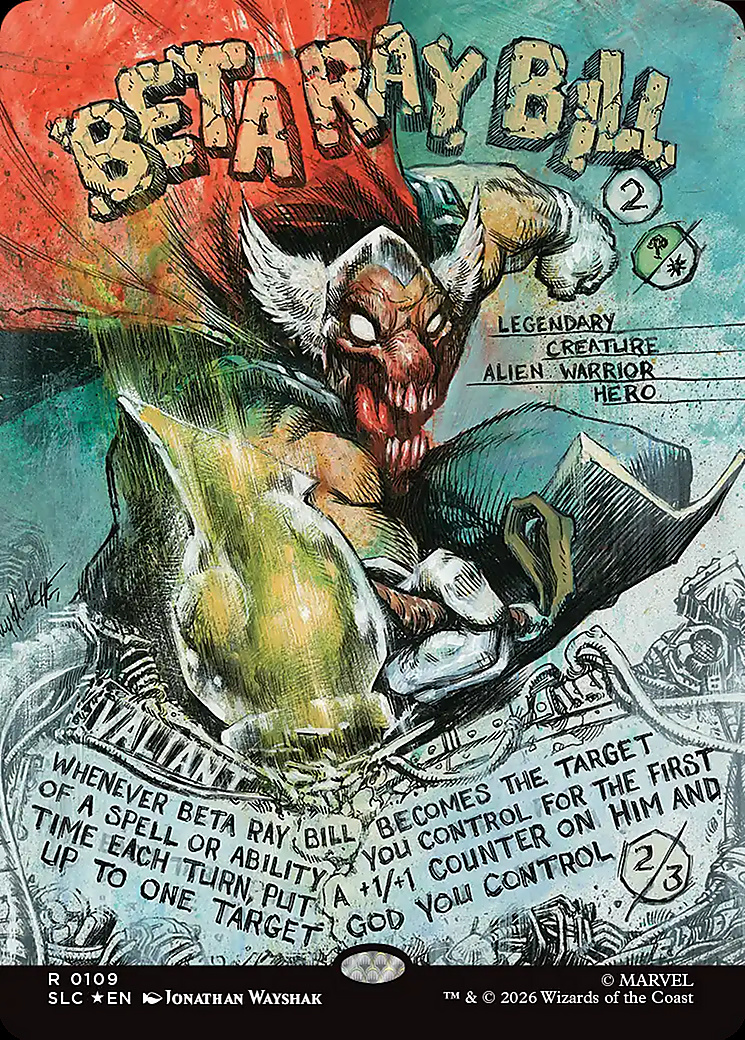 BETA RAY BILL
2
LEGENDARY
CREATURE
ALIEN WARRIOR
HERO
VALIANT
WHENEVER BETA RAY BILL BECOMES THE TARGET
OF A SPELL OR ABILITY YOU CONTROL FOR THE FIRST
TIME EACH TURN, PUT A +1/+1 COUNTER ON HIM AND
UP TO ONE TARGET GOD YOU CONTROL
2/3
R 0109
SLC ★ EN JONATHAN WAYSHAK
© MARVEL
™ & © 2026 Wizards of the Coast